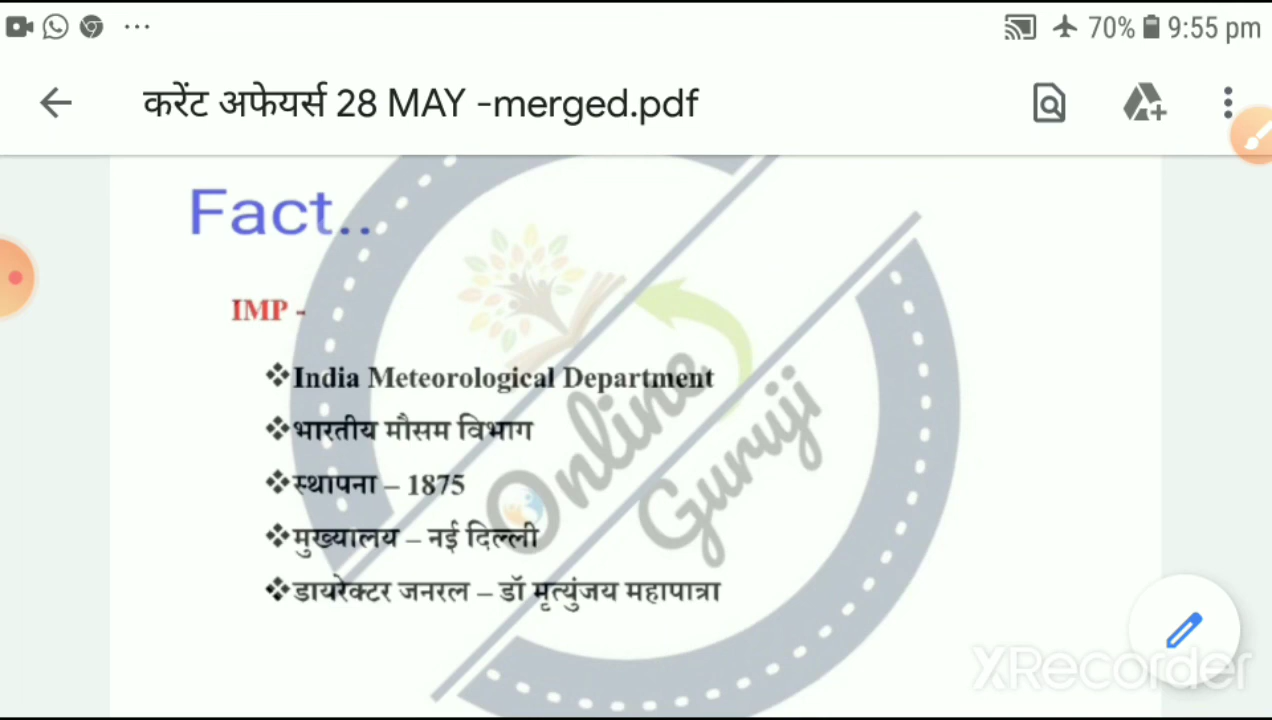 ... 70% 9:55 pm
करेंट अफेयर्स 28 MAY -merged.pdf
Fact..
IMP -
❖India Meteorological Department
❖भारतीय मौसम विभाग
❖स्थापना – 1875
❖मुख्यालय – नई दिल्ली
❖डायरेक्टर जनरल – डॉ मृत्युंजय महापात्रा
Online
Guruji
XRecorder